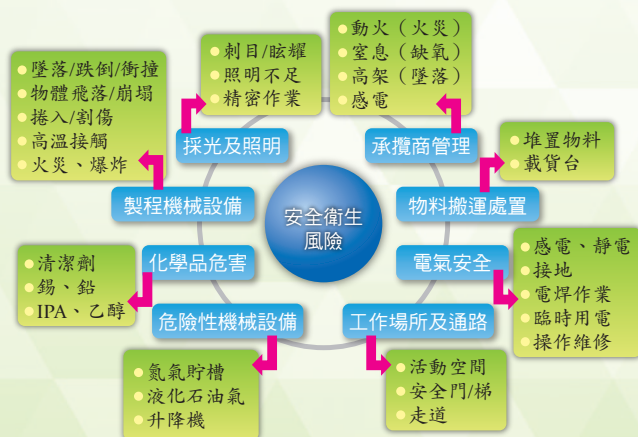 安全衛生
風險
採光及照明
刺目/眩耀
照明不足
精密作業
承攬商管理
動火（火災）
窒息（缺氧）
高架（墜落）
感電
物料搬運處置
堆置物料
載貨台
電氣安全
感電、靜電
接地
電焊作業
臨時用電
操作維修
工作場所及通路
活動空間
安全門/梯
走道
危險性機械設備
氮氣貯槽
液化石油氣
升降機
化學品危害
清潔劑
錫、鉛
IPA、乙醇
製程機械設備
墜落/跌倒/衝撞
物體飛落/崩塌
捲入/割傷
高溫接觸
火災、爆炸